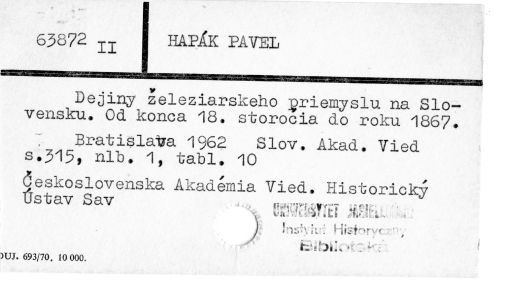 63872 II
HAPÁK PAVEL
Dejiny železiarskeho priemyslu na Slo-
vensku. Od konca 18. storočia do roku 1867.
Bratislava 1962 Slov. Akad. Vied
s.315, nlb. 1, tabl. 10
Československa Akadémia Vied. Historický
Ústav Sav
UNIWERSYTET JAGIELLOŃSKI
Instytut Historyczny
Biblioteka
DUJ. 693/70. 10 000.